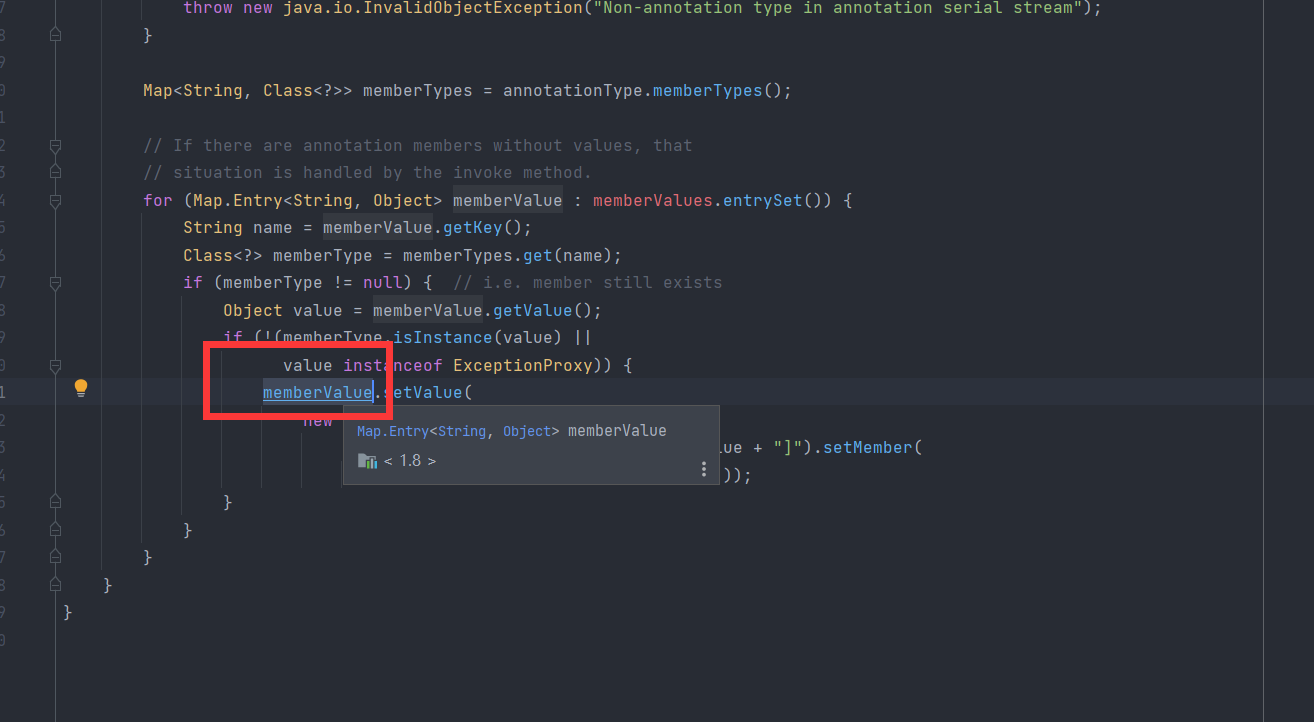 throw new java.io.InvalidObjectException("Non-annotation type in annotation serial stream");
}
Map<String, Class<?>> memberTypes = annotationType.memberTypes();
// If there are annotation members without values, that
// situation is handled by the invoke method.
for (Map.Entry<String, Object> memberValue : memberValues.entrySet()) {
String name = memberValue.getKey();
Class<?> memberType = memberTypes.get(name);
if (memberType != null) {  // i.e. member still exists
Object value = memberValue.getValue();
if (!(memberType.isInstance(value) ||
value instanceof ExceptionProxy)) {
memberValue.setValue(
new
Map.Entry<String, Object> memberValue
+ "]").setMember(
< 1.8 >
));
}
}
}
}
}